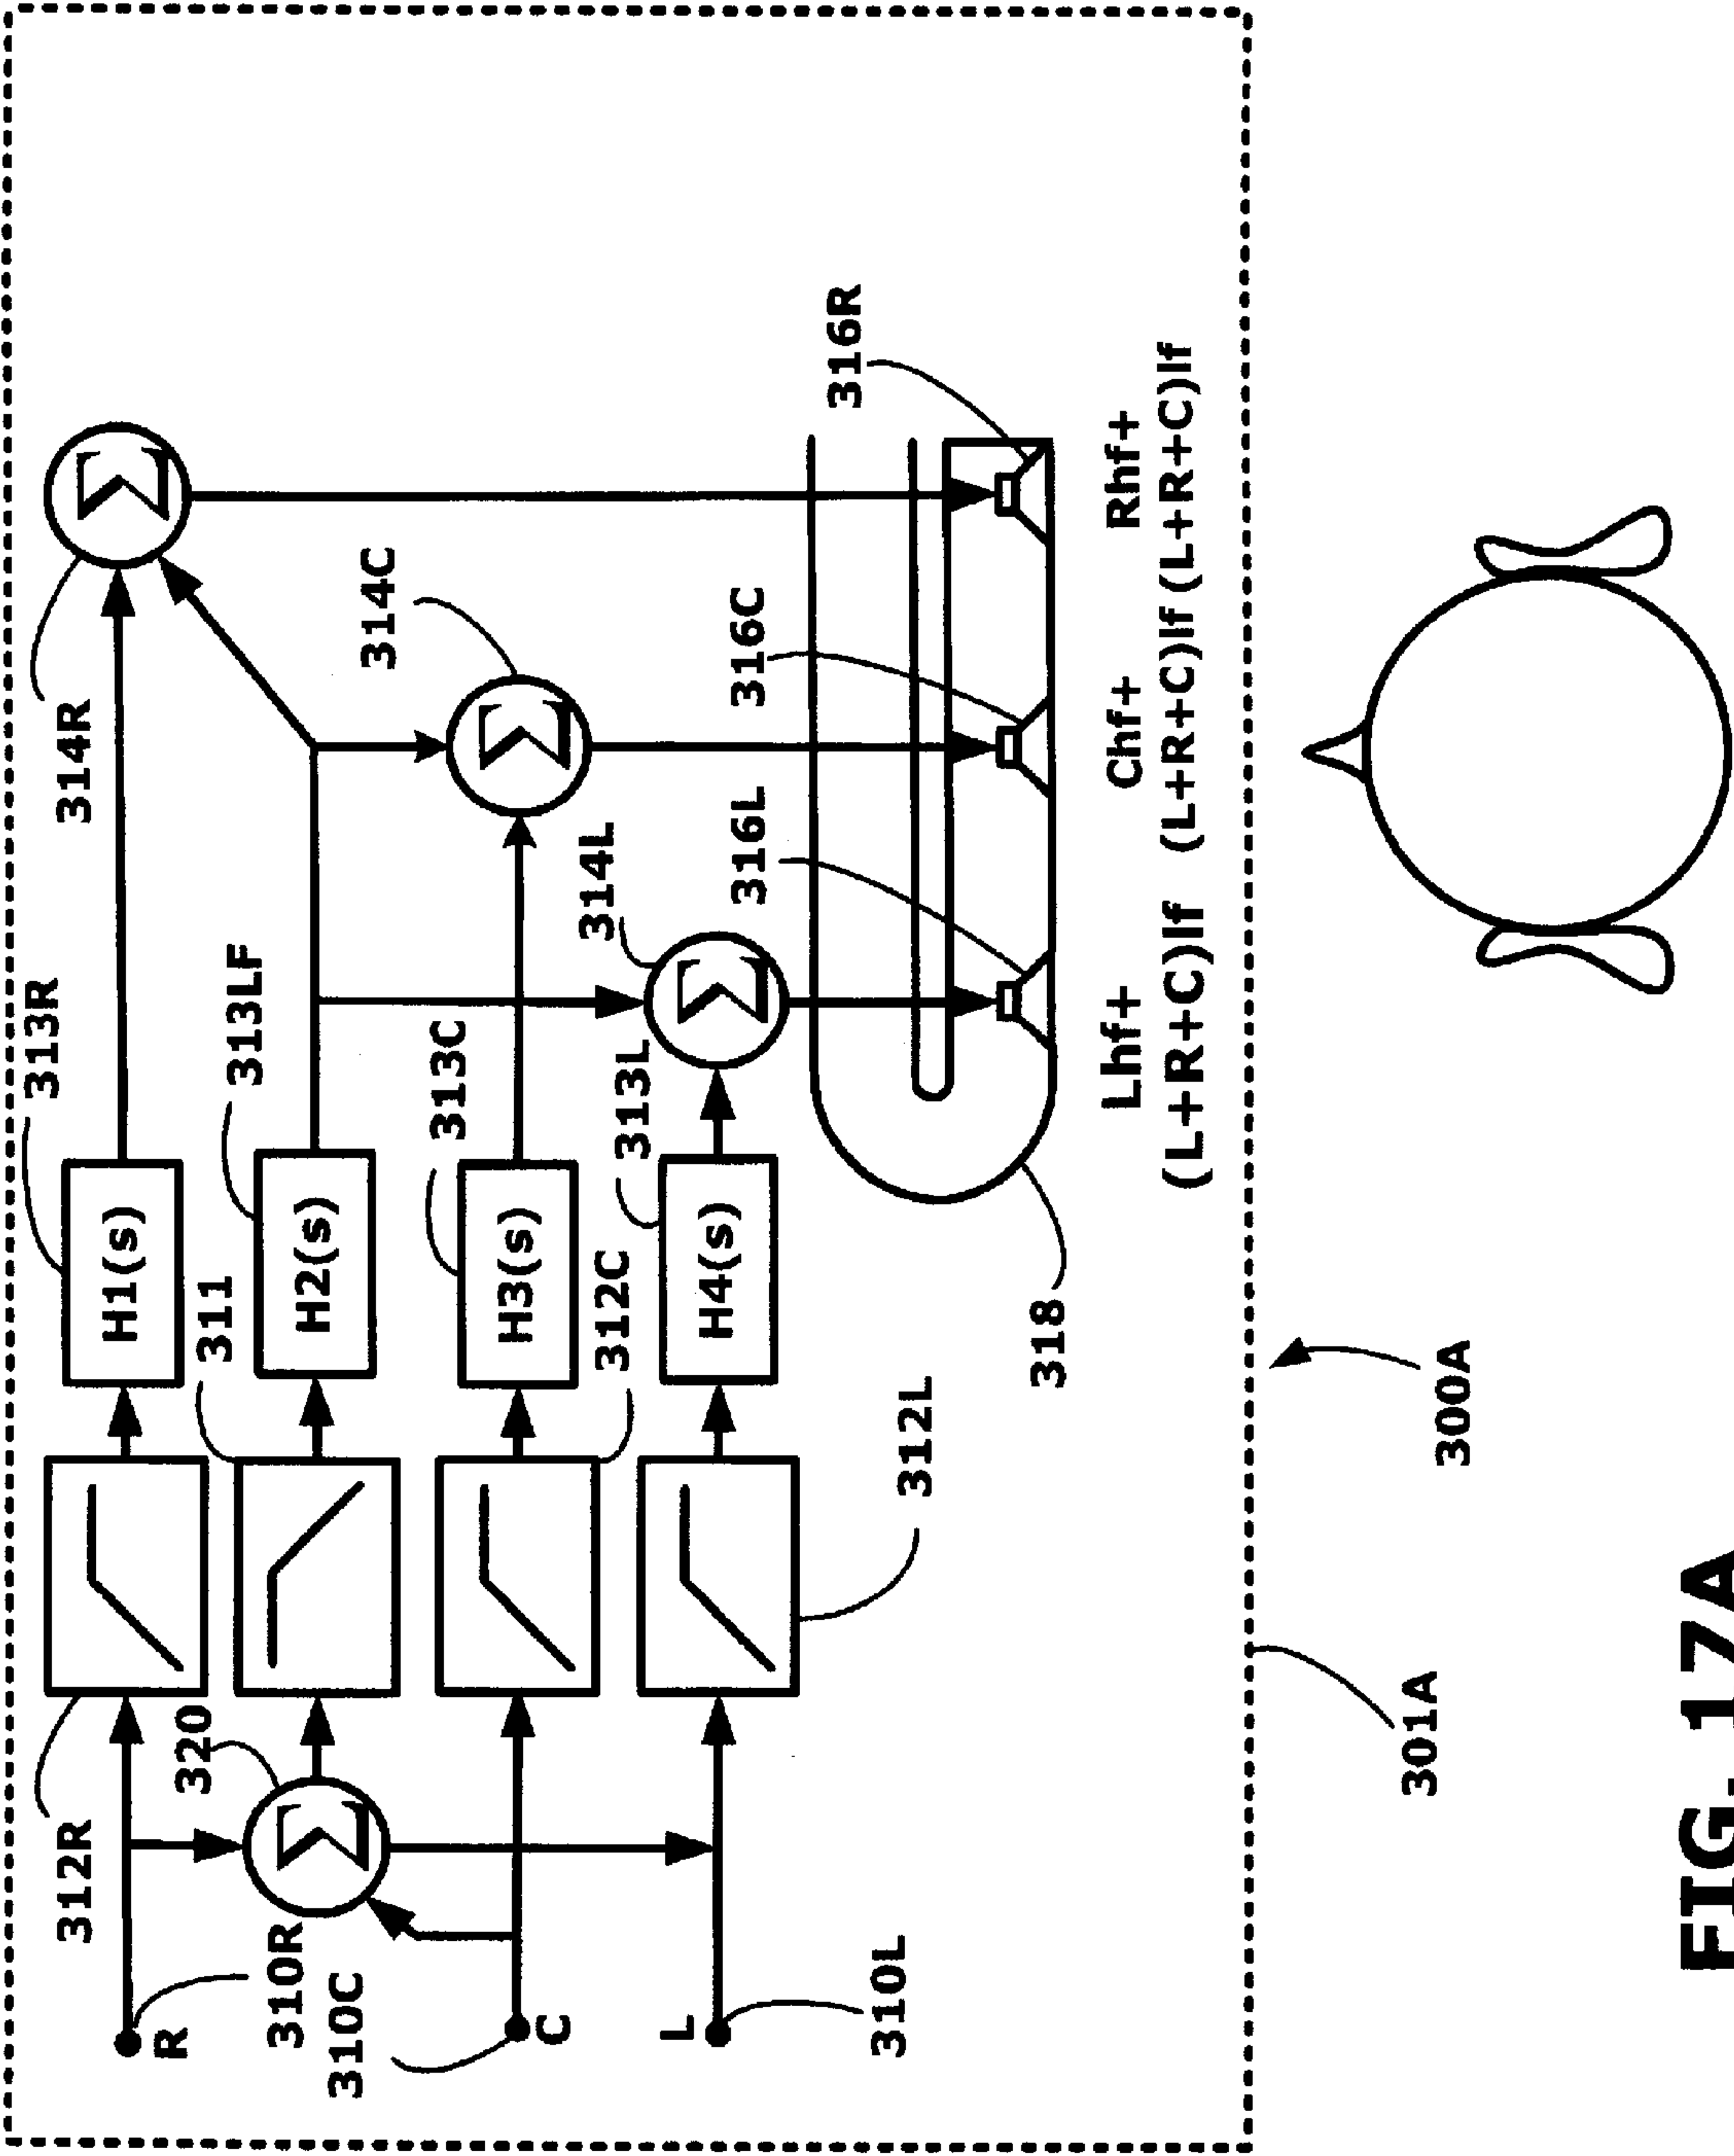 312R
313R
314R
R
310R
320
311
H1(s)
313LF
H2(s)
310C
C
312C
H3(s)
313C
314C
L
310L
312L
H4(s)
313L
314L
316L
316C
316R
318
Lhf+
Chf+
Rhf+
(L+R+C)lf
(L+R+C)lf
(L+R+C)lf
Σ
Σ
Σ
Σ
301A
300A
FIG. 17A